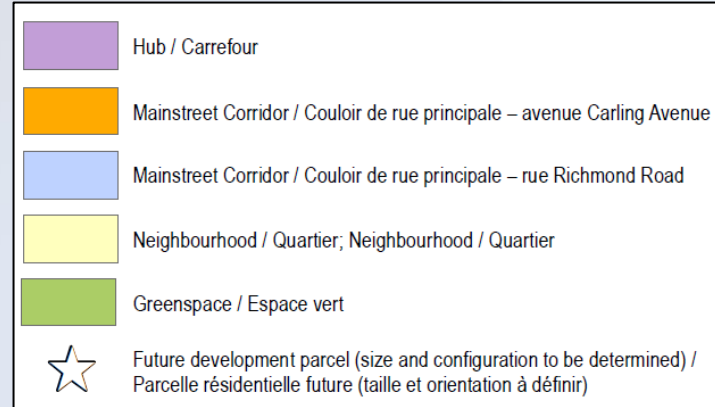 Hub / Carrefour
Mainstreet Corridor / Couloir de rue principale – avenue Carling Avenue
Mainstreet Corridor / Couloir de rue principale – rue Richmond Road
Neighbourhood / Quartier; Neighbourhood / Quartier
Greenspace / Espace vert
Future development parcel (size and configuration to be determined) /
Parcelle résidentielle future (taille et orientation à définir)